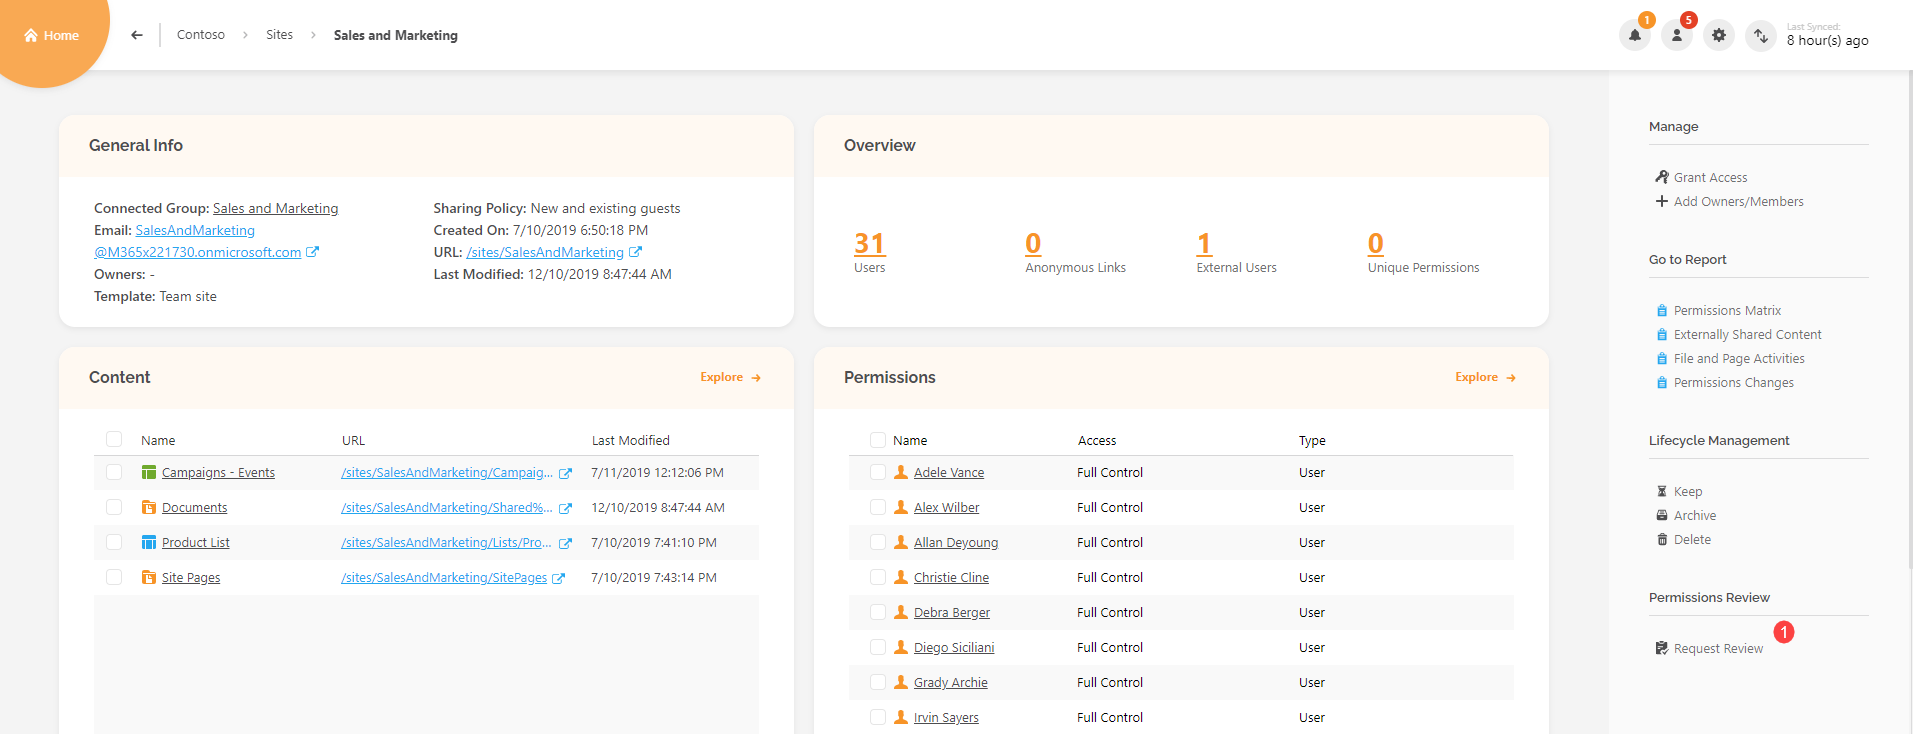 Home
Contoso > Sites > Sales and Marketing
1
5
Last Synced:
8 hour(s) ago
General Info
Connected Group: Sales and Marketing
Email: SalesAndMarketing
@M365x221730.onmicrosoft.com
Owners: -
Template: Team site
Sharing Policy: New and existing guests
Created On: 7/10/2019 6:50:18 PM
URL: /sites/SalesAndMarketing
Last Modified: 12/10/2019 8:47:44 AM
Overview
31
Users
0
Anonymous Links
1
External Users
0
Unique Permissions
Content
Explore
Name URL Last Modified
Campaigns - Events /sites/SalesAndMarketing/Campaig... 7/11/2019 12:12:06 PM
Documents /sites/SalesAndMarketing/Shared%... 12/10/2019 8:47:44 AM
Product List /sites/SalesAndMarketing/Lists/Pro... 7/10/2019 7:41:10 PM
Site Pages /sites/SalesAndMarketing/SitePages 7/10/2019 7:43:14 PM
Permissions
Explore
Name Access Type
Adele Vance Full Control User
Alex Wilber Full Control User
Allan Deyoung Full Control User
Christie Cline Full Control User
Debra Berger Full Control User
Diego Siciliani Full Control User
Grady Archie Full Control User
Irvin Sayers Full Control User
Manage
Grant Access
Add Owners/Members
Go to Report
Permissions Matrix
Externally Shared Content
File and Page Activities
Permissions Changes
Lifecycle Management
Keep
Archive
Delete
Permissions Review
1
Request Review